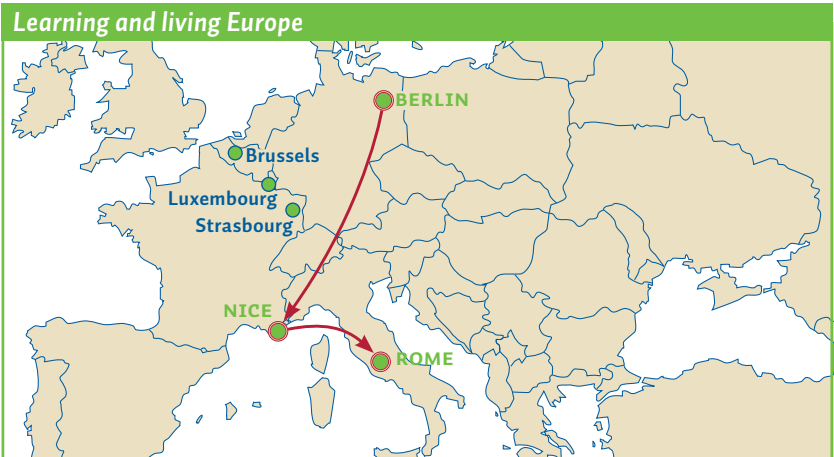 Learning and living Europe
BERLIN
Brussels
Luxembourg
Strasbourg
NICE
ROME